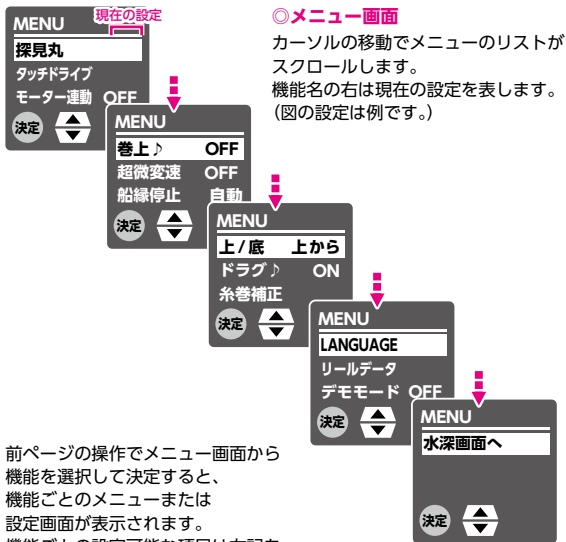 MENU
現在の設定
探見丸
タッチドライブ
モーター連動 OFF
決定
◎メニュー画面
カーソルの移動でメニューのリストが
スクロールします。
機能名の右は現在の設定を表します。
(図の設定は例です。)
MENU
巻上♪ OFF
超微変速 OFF
船縁停止 自動
決定
MENU
上/底 上から
ドラグ♪ ON
糸巻補正
決定
MENU
LANGUAGE
リールデータ
デモモード OFF
決定
MENU
水深画面へ
決定
前ページの操作でメニュー画面から
機能を選択して決定すると、
機能ごとのメニューまたは
設定画面が表示されます。